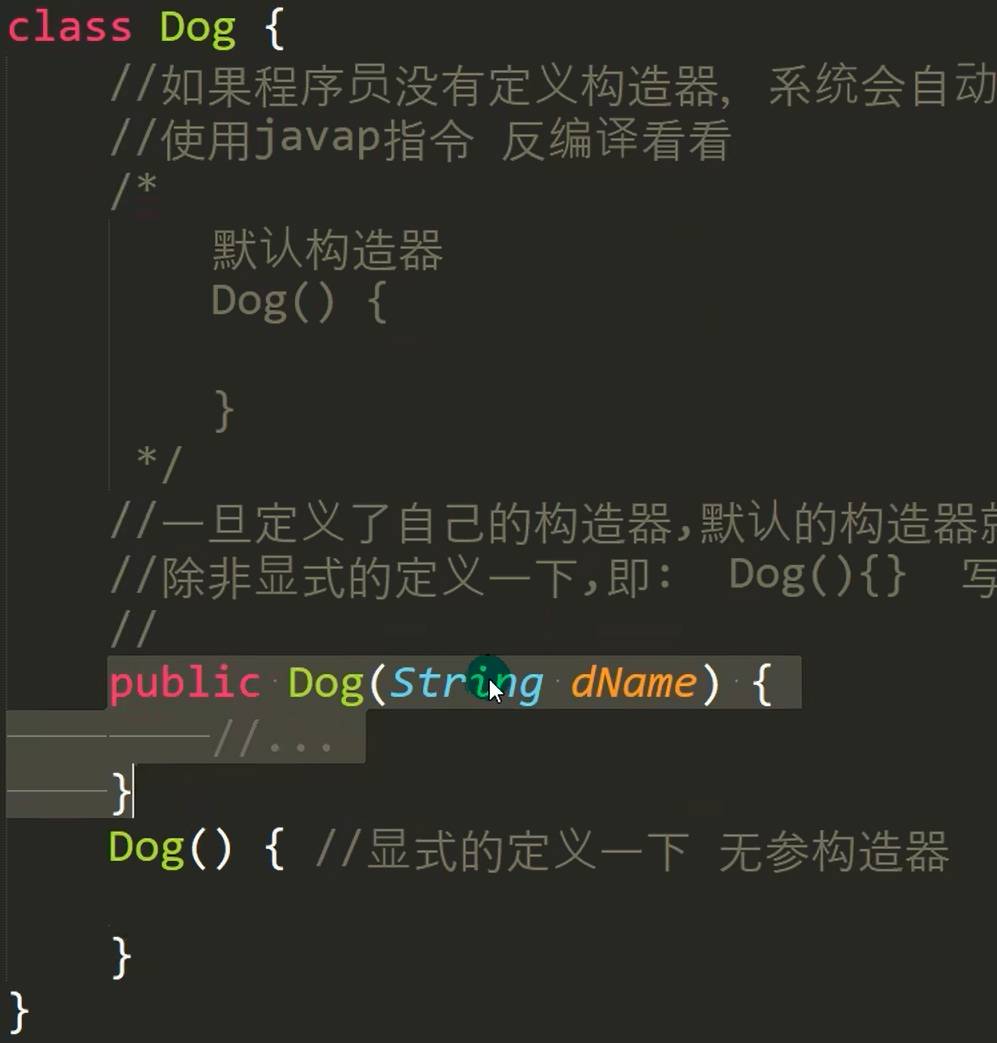 class Dog {
//如果程序员没有定义构造器, 系统会自动
//使用javap指令 反编译看看
/*
默认构造器
Dog() {
}
*/
//一旦定义了自己的构造器,默认的构造器就
//除非显式的定义一下,即: Dog(){} 写
//
public Dog(String dName) {
//...
}
Dog() { //显式的定义一下 无参构造器
}
}